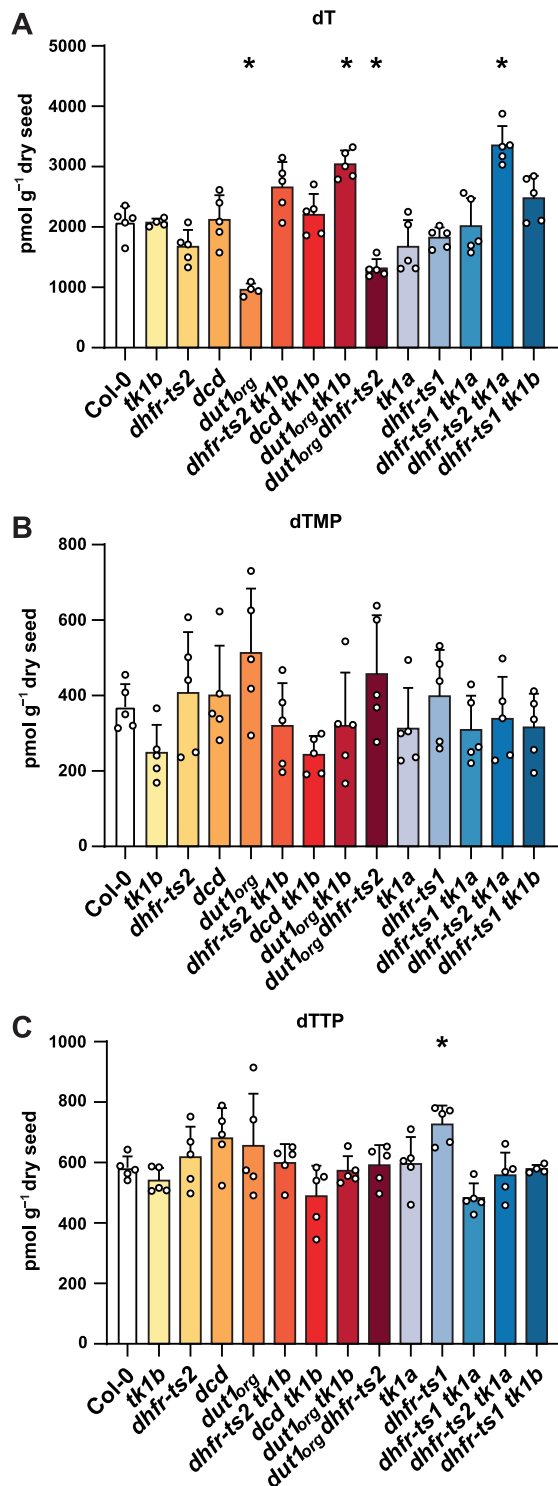 A
dT
* * * *
5000
4000
3000
2000
1000
0
pmol g⁻¹ dry seed
Col-0
tk1b
dhfr-ts2
dcd
dut1org
dhfr-ts2 tk1b
dcd tk1b
dut1org tk1b
dut1org dhfr-ts2
tk1a
dhfr-ts1
dhfr-ts1 tk1a
dhfr-ts2 tk1a
dhfr-ts1 tk1b
B
dTMP
800
600
400
200
0
pmol g⁻¹ dry seed
Col-0
tk1b
dhfr-ts2
dcd
dut1org
dhfr-ts2 tk1b
dcd tk1b
dut1org tk1b
dut1org dhfr-ts2
tk1a
dhfr-ts1
dhfr-ts1 tk1a
dhfr-ts2 tk1a
dhfr-ts1 tk1b
C
dTTP
*
1000
800
600
400
200
0
pmol g⁻¹ dry seed
Col-0
tk1b
dhfr-ts2
dcd
dut1org
dhfr-ts2 tk1b
dcd tk1b
dut1org tk1b
dut1org dhfr-ts2
tk1a
dhfr-ts1
dhfr-ts1 tk1a
dhfr-ts2 tk1a
dhfr-ts1 tk1b